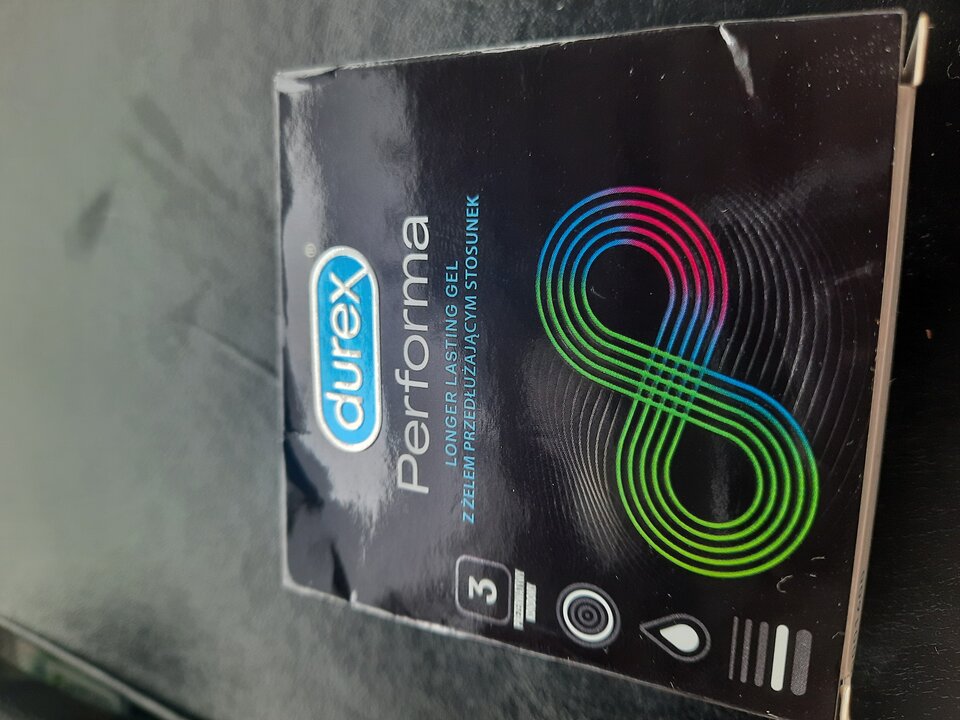 durex®
Performa
LONGER LASTING GEL
Z ŻELEM PRZEDŁUŻAJĄCYM STOSUNEK
3